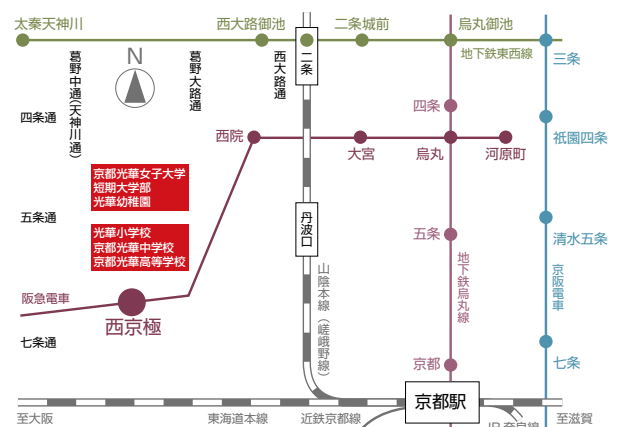 太秦天神川
西大路御池
二条城前
烏丸御池
二条
地下鉄東西線
三条
N
葛野中通(天神川通)
葛野大路通
西大路通
四条通
四条
西院
大宮
烏丸
河原町
祇園四条
京都光華女子大学
短期大学部
光華幼稚園
五条通
丹波口
五条
清水五条
光華小学校
京都光華中学校
京都光華高等学校
地下鉄烏丸線
京阪電車
山陰本線(嵯峨野線)
阪急電車
西京極
七条通
京都
七条
京都駅
至大阪
東海道本線
近鉄京都線
JR奈良線
至滋賀